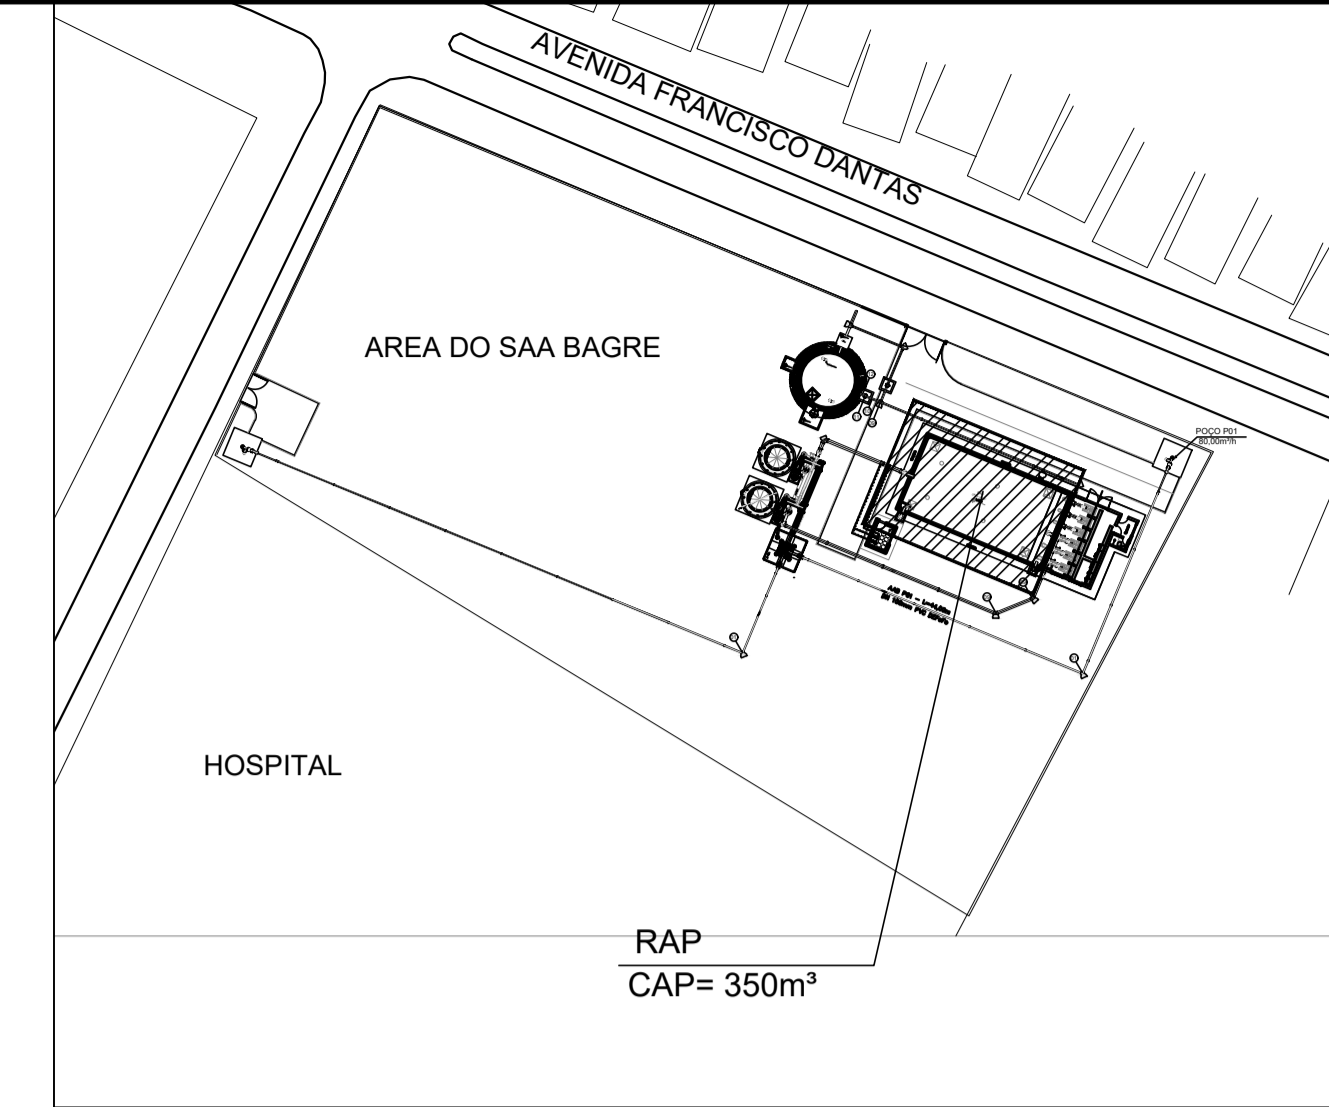 AVENIDA FRANCISCO DANTAS
AREA DO SAA BAGRE
POÇO P01
80,00m³/h
HOSPITAL
RAP
CAP= 350m³